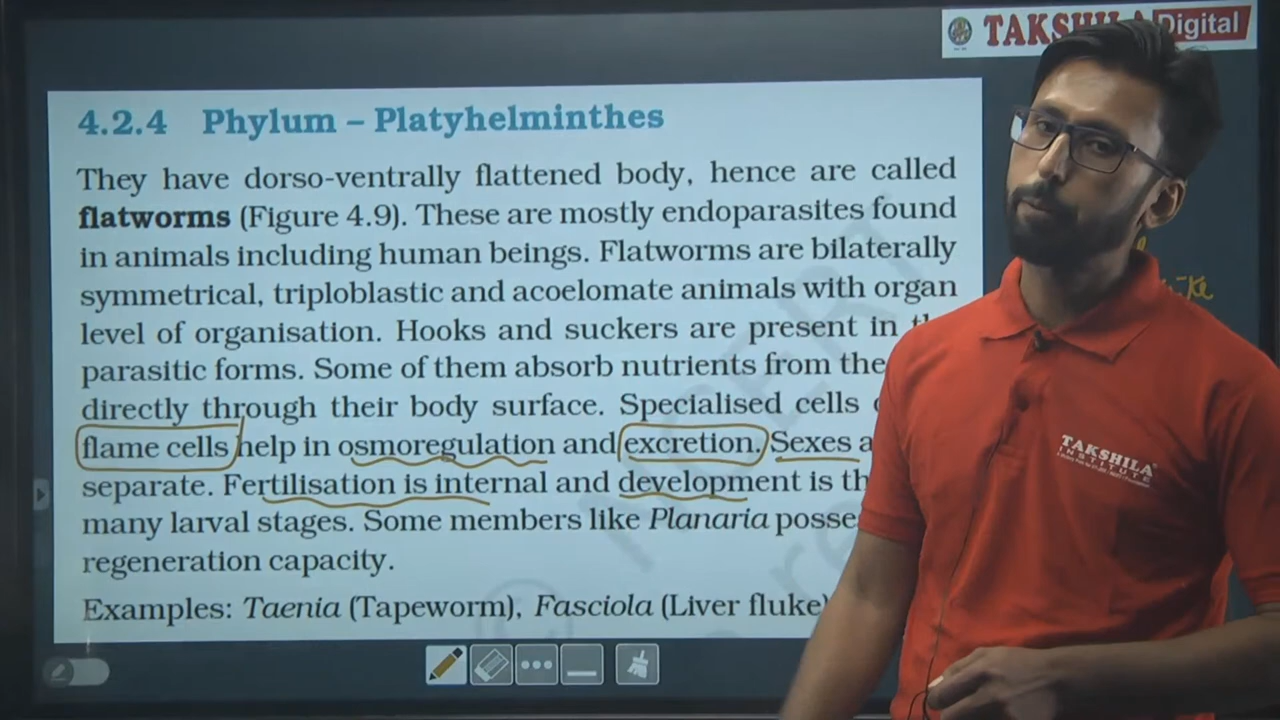 TAKSHILA Digital
4.2.4 Phylum – Platyhelminthes
They have dorso-ventrally flattened body, hence are called
flatworms (Figure 4.9). These are mostly endoparasites found
in animals including human beings. Flatworms are bilaterally
symmetrical, triploblastic and acoelomate animals with organ
level of organisation. Hooks and suckers are present in
parasitic forms. Some of them absorb nutrients from the
directly through their body surface. Specialised cells
flame cells help in osmoregulation and excretion. Sexes
separate. Fertilisation is internal and development is
many larval stages. Some members like Planaria
regeneration capacity.
Examples: Taenia (Tapeworm), Fasciola (Liver fluke)
© NCERT
TAKSHILA
INSTITUTE